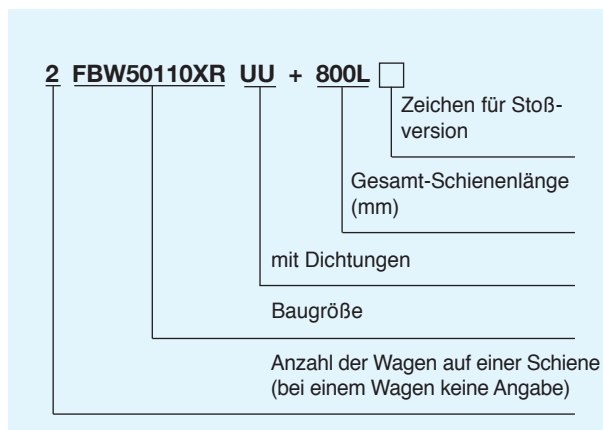 2 FBW50110XR UU + 800L □
Zeichen für Stoß-
version
Gesamt-Schienenlänge
(mm)
mit Dichtungen
Baugröße
Anzahl der Wagen auf einer Schiene
(bei einem Wagen keine Angabe)